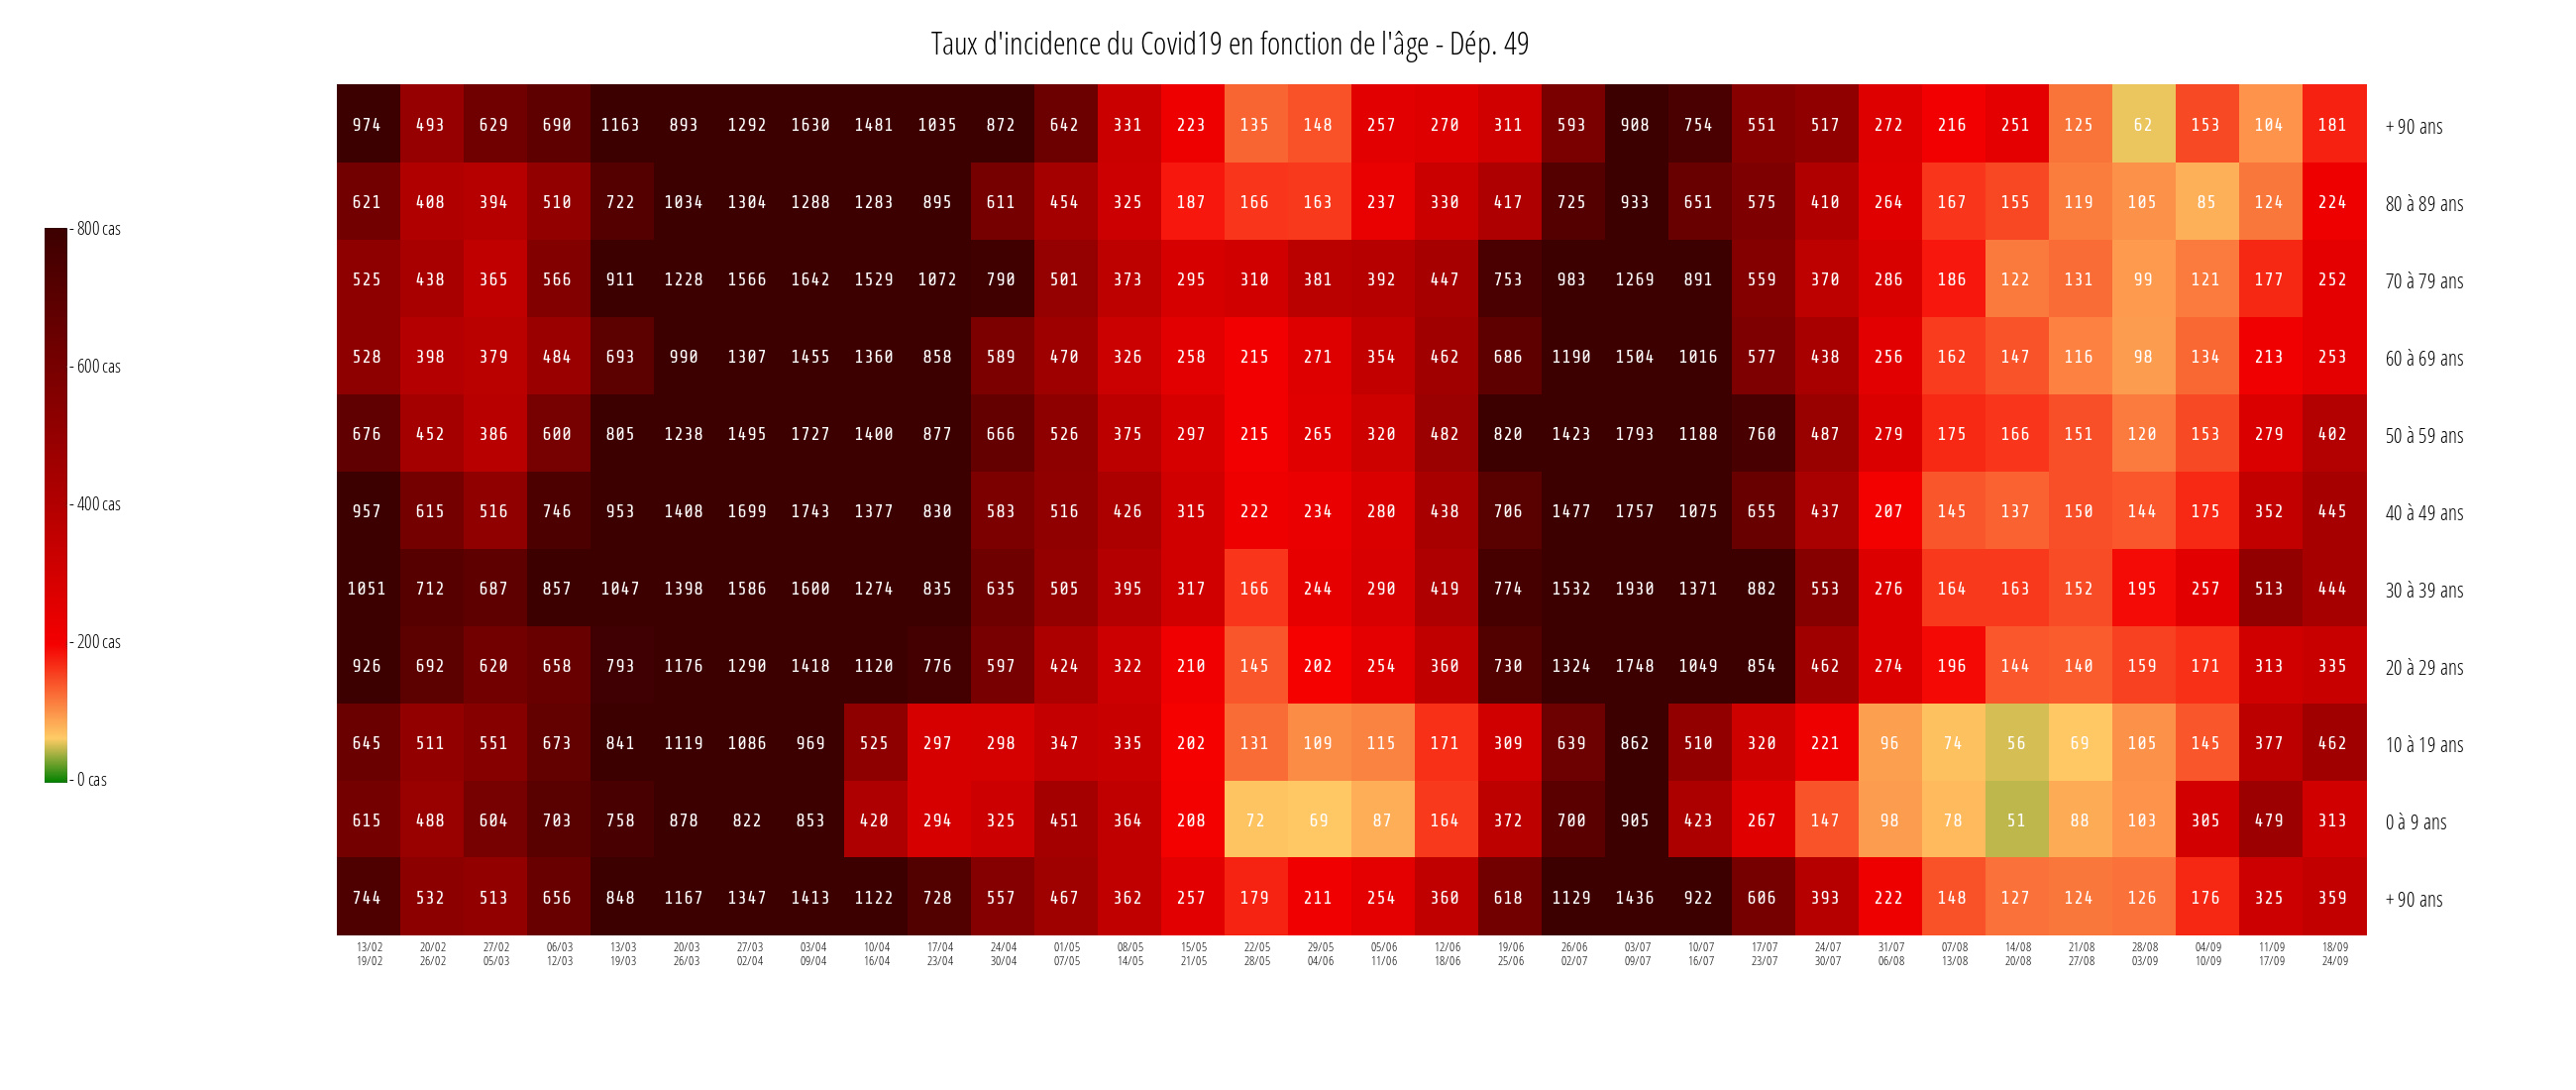 Taux d'incidence du Covid19 en fonction de l'âge - Dép. 49
974 493 629 690 1163 893 1292 1630 1481 1035 872 642 331 223 135 148 257 270 311 593 908 754 551 517 272 216 251 125 62 153 104 181 + 90 ans
621 408 394 510 722 1034 1304 1288 1283 895 611 454 325 187 166 163 237 330 417 725 933 651 575 410 264 167 155 119 105 85 124 224 80 à 89 ans
525 438 365 566 911 1228 1566 1642 1529 1072 790 501 373 295 310 381 392 447 753 983 1269 891 559 370 286 186 122 131 99 121 177 252 70 à 79 ans
528 398 379 484 693 990 1307 1455 1360 858 589 470 326 258 215 271 354 462 686 1190 1504 1016 577 438 256 162 147 116 98 134 213 253 60 à 69 ans
676 452 386 600 805 1238 1495 1727 1400 877 666 526 375 297 215 265 320 482 820 1423 1793 1188 760 487 279 175 166 151 120 153 279 402 50 à 59 ans
957 615 516 746 953 1408 1699 1743 1377 830 583 516 426 315 222 234 280 438 706 1477 1757 1075 655 437 207 145 137 150 144 175 352 445 40 à 49 ans
1051 712 687 857 1047 1398 1586 1600 1274 835 635 505 395 317 166 244 290 419 774 1532 1930 1371 882 553 276 164 163 152 195 257 513 444 30 à 39 ans
926 692 620 658 793 1176 1290 1418 1120 776 597 424 322 210 145 202 254 360 730 1324 1748 1049 854 462 274 196 144 140 159 171 313 335 20 à 29 ans
645 511 551 673 841 1119 1086 969 525 297 298 347 335 202 131 109 115 171 309 639 862 510 320 221 96 74 56 69 105 145 377 462 10 à 19 ans
615 488 604 703 758 878 822 853 420 294 325 451 364 208 72 69 87 164 372 700 905 423 267 147 98 78 51 88 103 305 479 313 0 à 9 ans
744 532 513 656 848 1167 1347 1413 1122 728 557 467 362 257 179 211 254 360 618 1129 1436 922 606 393 222 148 127 124 126 176 325 359 + 90 ans
13/02 20/02 27/02 06/03 13/03 20/03 27/03 03/04 10/04 17/04 24/04 01/05 08/05 15/05 22/05 29/05 05/06 12/06 19/06 26/06 03/07 10/07 17/07 24/07 31/07 07/08 14/08 21/08 28/08 04/09 11/09 18/09
19/02 26/02 05/03 12/03 19/03 26/03 02/04 09/04 16/04 23/04 30/04 07/05 14/05 21/05 28/05 04/06 11/06 18/06 25/06 02/07 09/07 16/07 23/07 30/07 06/08 13/08 20/08 27/08 03/09 10/09 17/09 24/09
- 800 cas
- 600 cas
- 400 cas
- 200 cas
- 0 cas